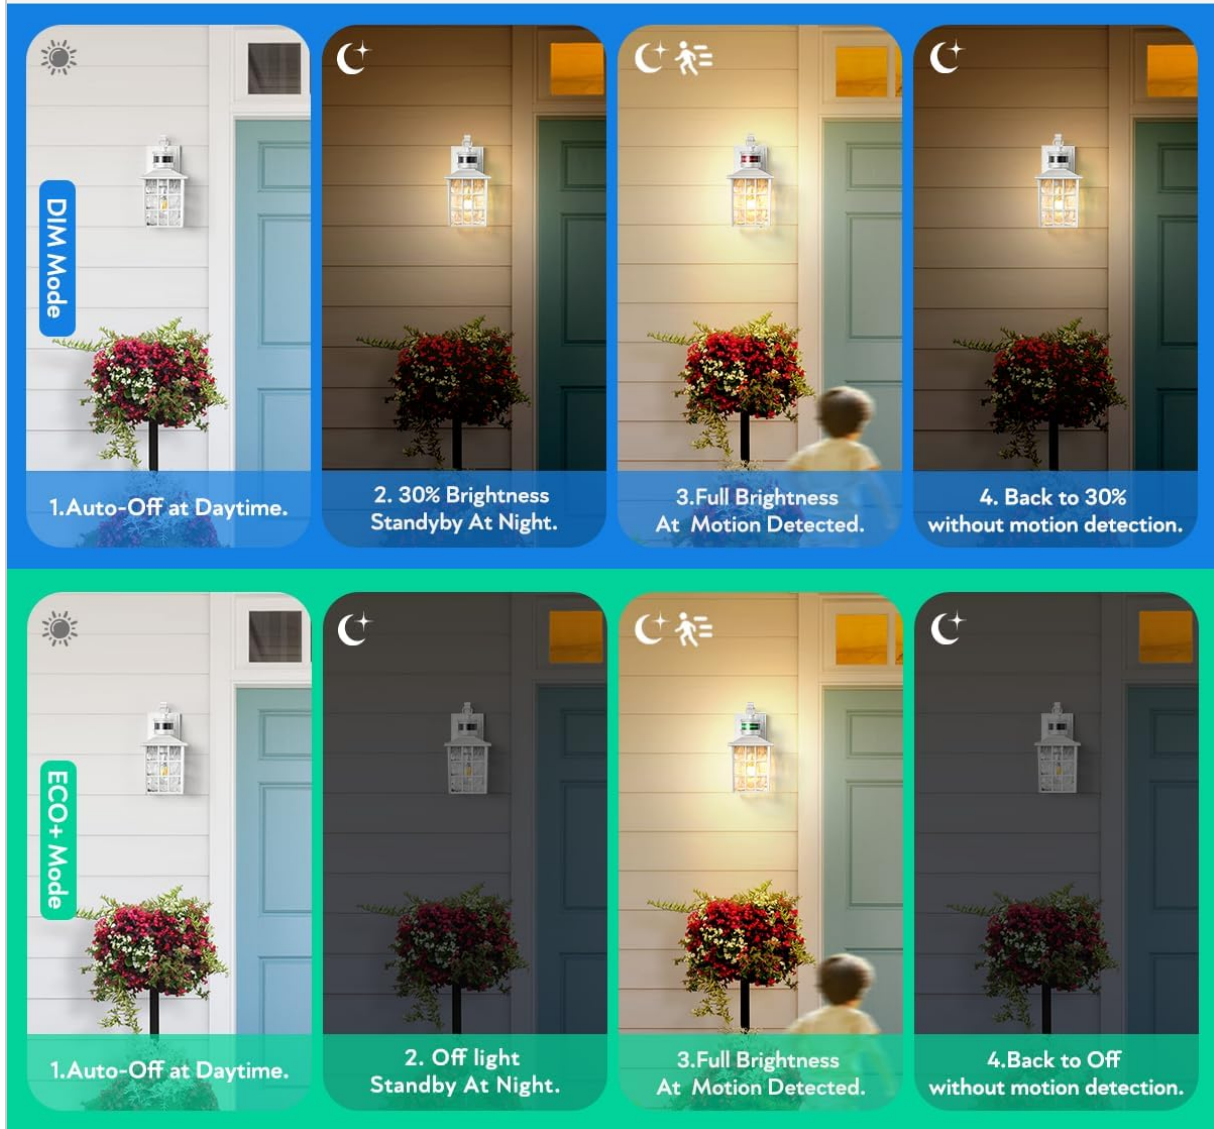 DIM Mode
1.Auto-Off at Daytime.
2. 30% Brightness
Standyby At Night.
3.Full Brightness
At Motion Detected.
4. Back to 30%
without motion detection.
ECO+ Mode
1.Auto-Off at Daytime.
2. Off light
Standby At Night.
3.Full Brightness
At Motion Detected.
4.Back to Off
without motion detection.